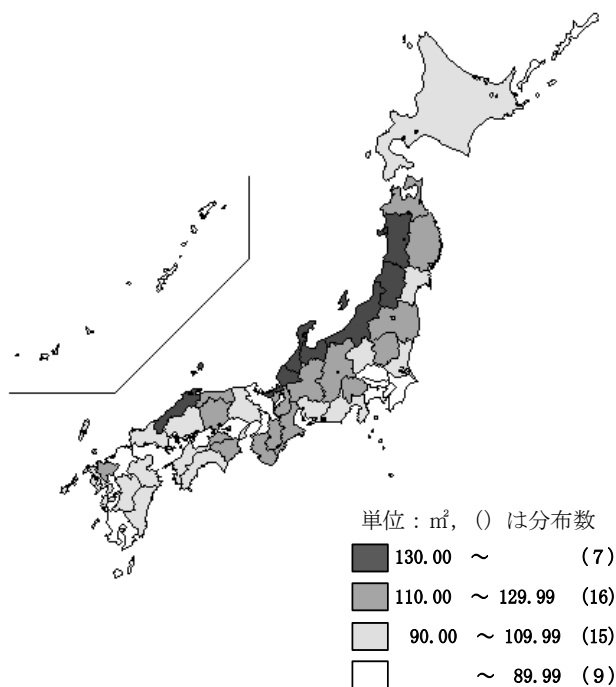 単位：㎡，() は分布数
130.00 ～ (7)
110.00 ～ 129.99 (16)
90.00 ～ 109.99 (15)
～ 89.99 (9)